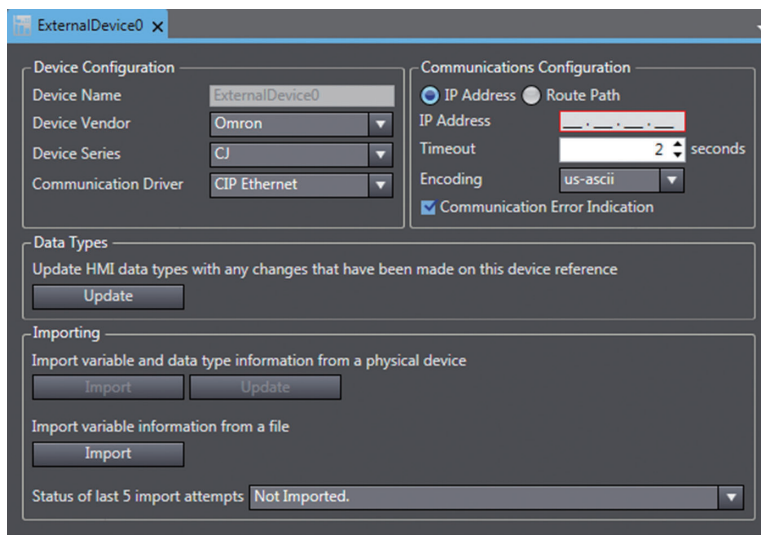 ExternalDevice0
Device Configuration
Device Name ExternalDevice0
Device Vendor Omron
Device Series CJ
Communication Driver CIP Ethernet
Communications Configuration
IP Address Route Path
IP Address __.__.__.__
Timeout 2 seconds
Encoding us-ascii
Communication Error Indication
Data Types
Update HMI data types with any changes that have been made on this device reference
Update
Importing
Import variable and data type information from a physical device
Import Update
Import variable information from a file
Import
Status of last 5 import attempts Not Imported.